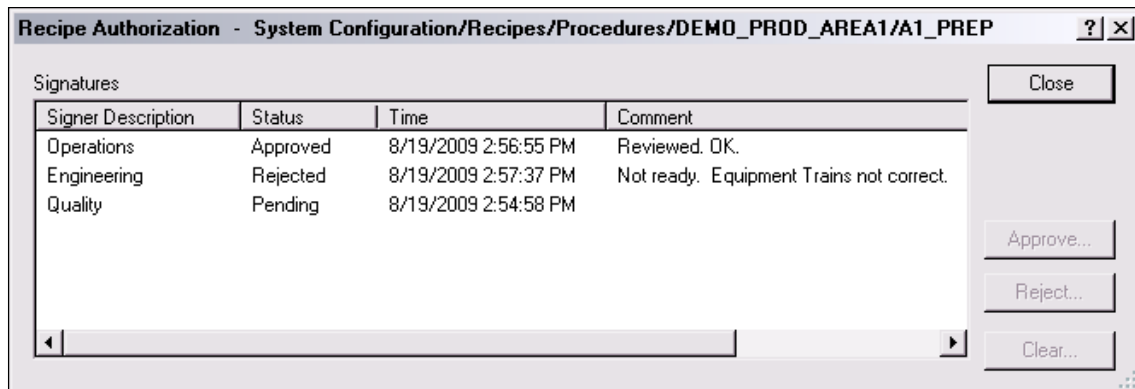 Recipe Authorization - System Configuration/Recipes/Procedures/DEMO_PROD_AREA1/A1_PREP ? X
Signatures
Close
Signer Description Status Time Comment
Operations Approved 8/19/2009 2:56:55 PM Reviewed. OK.
Engineering Rejected 8/19/2009 2:57:37 PM Not ready. Equipment Trains not correct.
Quality Pending 8/19/2009 2:54:58 PM
Approve...
Reject...
Clear...